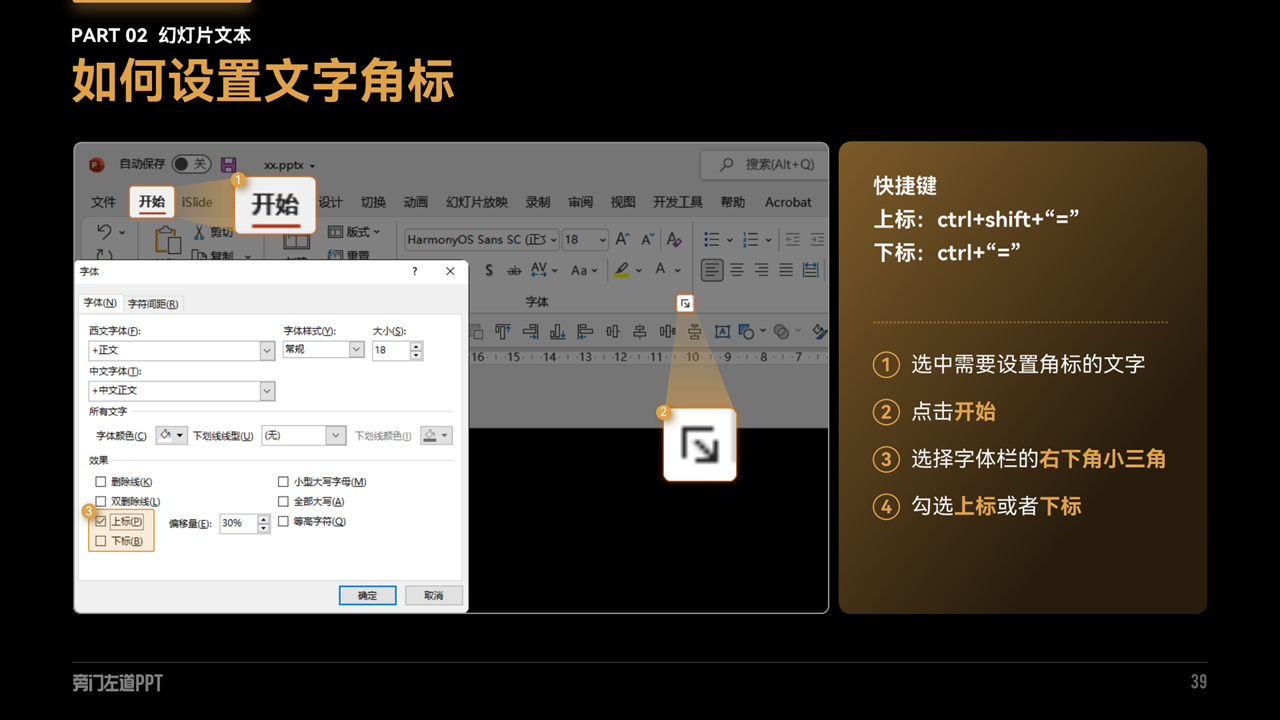 PART 02 幻灯片文本
如何设置文字角标
自动保存 关 xx.pptx 搜索(Alt+Q)
1
文件 开始 iSlide 开始 设计 切换 动画 幻灯片放映 录制 审阅 视图 开发工具 帮助 Acrobat
剪切 版式
HarmonyOS Sans SC (正文 18
复制 重置
字体
16 15 14 13 12 11 10 9 8 7
2
字体
字体(N) 字符间距(R)
西文字体(F): 字体样式(Y): 大小(S):
+正文 常规 18
中文字体(T):
+中文正文
所有文字
字体颜色(C) 下划线线型(U) (无) 下划线颜色(I)
效果
删除线(K) 小型大写字母(M)
双删除线(L) 全部大写(A)
3
上标(P) 偏移量(E): 30% 等高字符(Q)
下标(B)
确定 取消
快捷键
上标：ctrl+shift+“=”
下标：ctrl+“=”
1 选中需要设置角标的文字
2 点击开始
3 选择字体栏的右下角小三角
4 勾选上标或者下标
旁门左道PPT
39